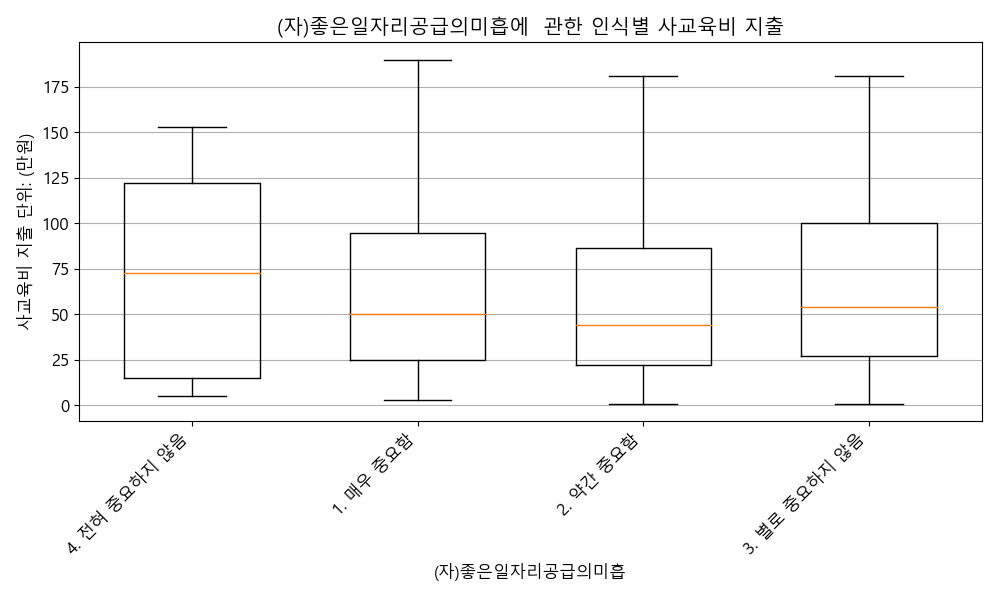 (자)좋은일자리공급의미흡에  관한 인식별 사교육비 지출
사교육비 지출 단위: (만원)
175
150
125
100
75
50
25
0
4. 전혀 중요하지 않음
1. 매우 중요함
2. 약간 중요함
3. 별로 중요하지 않음
(자)좋은일자리공급의미흡